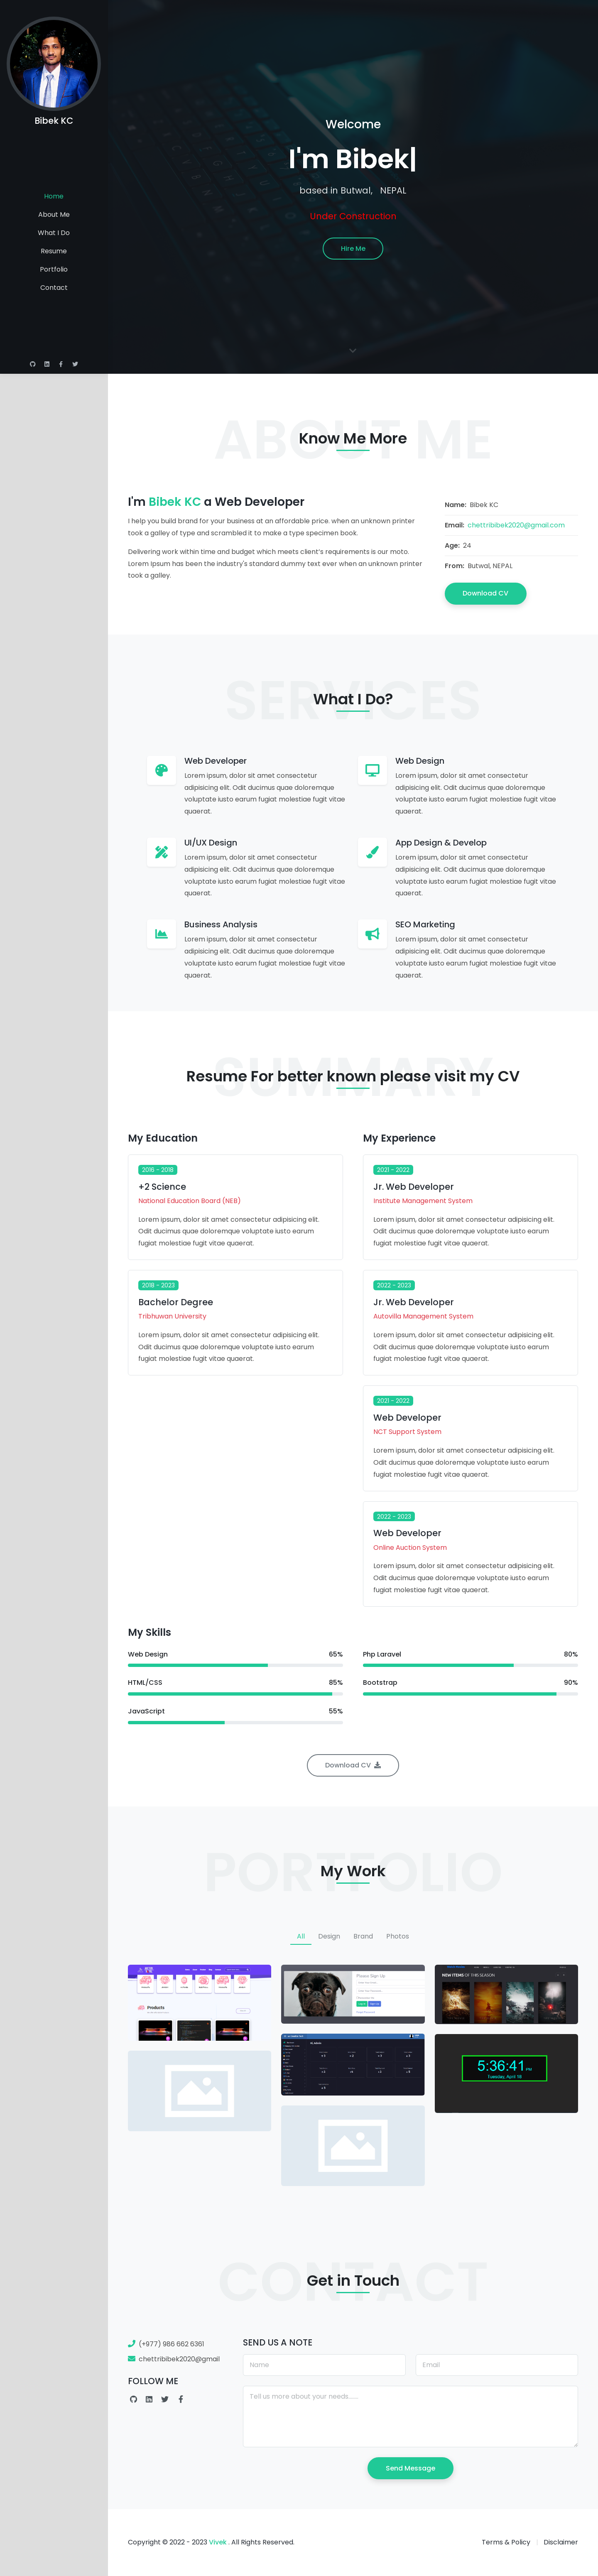 Bibek KC
Home
About Me
What I Do
Resume
Portfolio
Contact
Welcome
I'm Bibek|
based in Butwal, NEPAL
Under Construction
Hire Me
ABOUT ME
Know Me More
I'm Bibek KC a Web Developer
I help you build brand for your business at an affordable price. when an unknown printer
took a galley of type and scrambled it to make a type specimen book.
Delivering work within time and budget which meets client's requirements is our moto.
Lorem Ipsum has been the industry's standard dummy text ever when an unknown printer
took a galley.
Name: Bibek KC
Email: chettribibek2020@gmail.com
Age: 24
From: Butwal, NEPAL
Download CV
SERVICES
What I Do?
Web Developer
Lorem ipsum, dolor sit amet consectetur
adipisicing elit. Odit ducimus quae doloremque
voluptate iusto earum fugiat molestiae fugit vitae
quaerat.
Web Design
Lorem ipsum, dolor sit amet consectetur
adipisicing elit. Odit ducimus quae doloremque
voluptate iusto earum fugiat molestiae fugit vitae
quaerat.
UI/UX Design
Lorem ipsum, dolor sit amet consectetur
adipisicing elit. Odit ducimus quae doloremque
voluptate iusto earum fugiat molestiae fugit vitae
quaerat.
App Design & Develop
Lorem ipsum, dolor sit amet consectetur
adipisicing elit. Odit ducimus quae doloremque
voluptate iusto earum fugiat molestiae fugit vitae
quaerat.
Business Analysis
Lorem ipsum, dolor sit amet consectetur
adipisicing elit. Odit ducimus quae doloremque
voluptate iusto earum fugiat molestiae fugit vitae
quaerat.
SEO Marketing
Lorem ipsum, dolor sit amet consectetur
adipisicing elit. Odit ducimus quae doloremque
voluptate iusto earum fugiat molestiae fugit vitae
quaerat.
SUMMARY
Resume For better known please visit my CV
My Education
2016 - 2018
+2 Science
National Education Board (NEB)
Lorem ipsum, dolor sit amet consectetur adipisicing elit.
Odit ducimus quae doloremque voluptate iusto earum
fugiat molestiae fugit vitae quaerat.
2018 - 2023
Bachelor Degree
Tribhuwan University
Lorem ipsum, dolor sit amet consectetur adipisicing elit.
Odit ducimus quae doloremque voluptate iusto earum
fugiat molestiae fugit vitae quaerat.
My Experience
2021 - 2022
Jr. Web Developer
Institute Management System
Lorem ipsum, dolor sit amet consectetur adipisicing elit.
Odit ducimus quae doloremque voluptate iusto earum
fugiat molestiae fugit vitae quaerat.
2022 - 2023
Jr. Web Developer
Autovilla Management System
Lorem ipsum, dolor sit amet consectetur adipisicing elit.
Odit ducimus quae doloremque voluptate iusto earum
fugiat molestiae fugit vitae quaerat.
2021 - 2022
Web Developer
NCT Support System
Lorem ipsum, dolor sit amet consectetur adipisicing elit.
Odit ducimus quae doloremque voluptate iusto earum
fugiat molestiae fugit vitae quaerat.
2022 - 2023
Web Developer
Online Auction System
Lorem ipsum, dolor sit amet consectetur adipisicing elit.
Odit ducimus quae doloremque voluptate iusto earum
fugiat molestiae fugit vitae quaerat.
My Skills
Web Design 65%
Php Laravel 80%
HTML/CSS 85%
Bootstrap 90%
JavaScript 55%
Download CV
PORTFOLIO
My Work
All Design Brand Photos
Products
Please Sign Up
NEW ITEMS OF THIS SEASON
5:36:41 PM
Tuesday, April 18
CONTACT
Get in Touch
(+977) 986 662 6361
chettribibek2020@gmail
FOLLOW ME
SEND US A NOTE
Name
Email
Tell us more about your needs........
Send Message
Copyright © 2022 - 2023 Vivek . All Rights Reserved.
Terms & Policy
Disclaimer